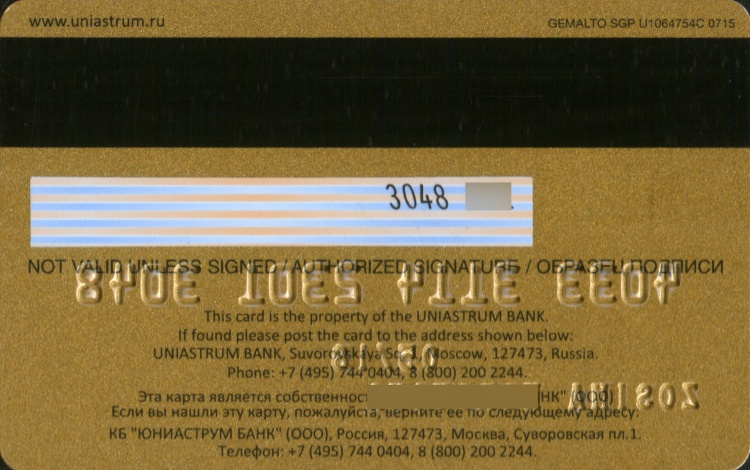 www.uniastrum.ru
GEMALTO SGP U1064754C 0715
3048
NOT VALID UNLESS SIGNED / AUTHORIZED SIGNATURE / ОБРАЗЕЦ ПОДПИСИ
This card is the property of the UNIASTRUM BANK.
If found please post the card to the address shown below:
UNIASTRUM BANK, Suvorovskaya Sq.1, Moscow, 127473, Russia.
Phone: +7 (495) 744 0404, 8 (800) 200 2244.
Эта карта является НК" (ООО)
Если вы нашли эту карту, пожалуйста, верните ее по следующему адресу:
КБ "ЮНИАСТРУМ БАНК" (ООО), Россия, 127473, Москва, Суворовская пл.1.
Телефон: +7 (495) 744 0404, 8 (800) 200 2244.